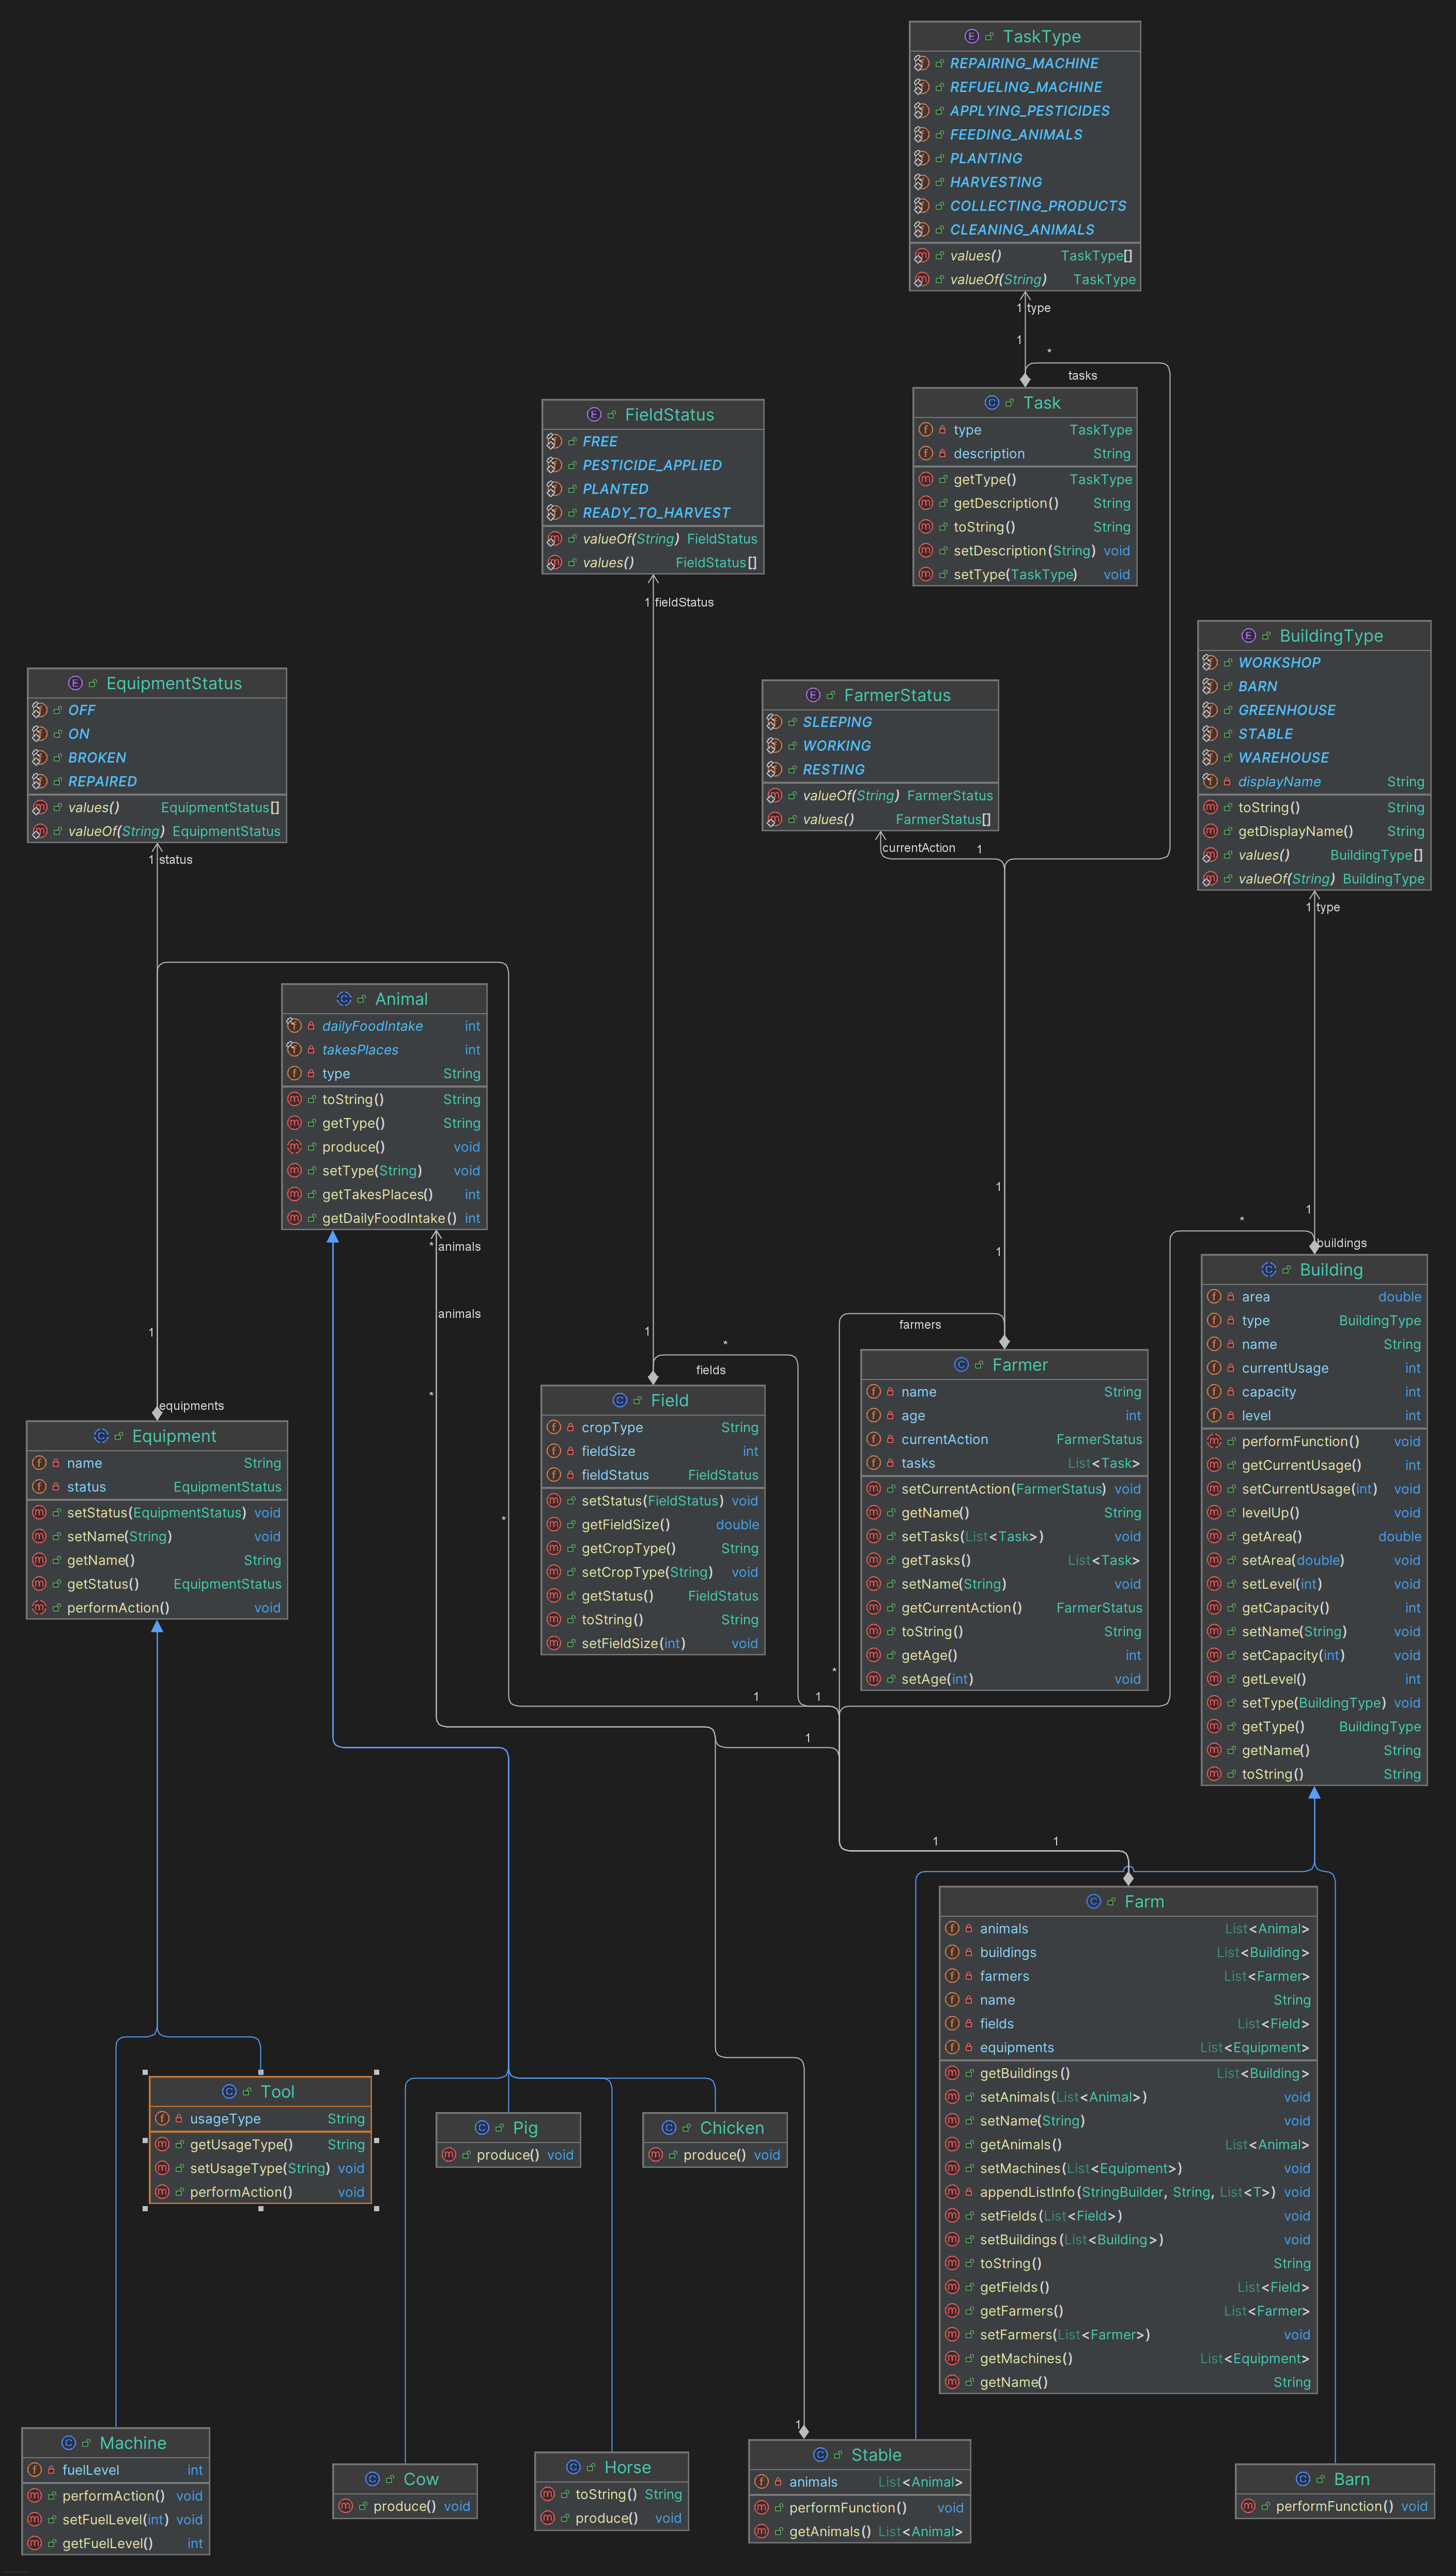 TaskType
REPAIRING_MACHINE
REFUELING_MACHINE
APPLYING_PESTICIDES
FEEDING_ANIMALS
PLANTING
HARVESTING
COLLECTING_PRODUCTS
CLEANING_ANIMALS
values() TaskType[]
valueOf(String) TaskType
1 type
1
*
tasks
Task
type TaskType
description String
getType() TaskType
getDescription() String
toString() String
setDescription(String) void
setType(TaskType) void
FieldStatus
FREE
PESTICIDE_APPLIED
PLANTED
READY_TO_HARVEST
valueOf(String) FieldStatus
values() FieldStatus[]
1 fieldStatus
BuildingType
WORKSHOP
BARN
GREENHOUSE
STABLE
WAREHOUSE
displayName String
toString() String
getDisplayName() String
values() BuildingType[]
valueOf(String) BuildingType
1 type
EquipmentStatus
OFF
ON
BROKEN
REPAIRED
values() EquipmentStatus[]
valueOf(String) EquipmentStatus
1 status
FarmerStatus
SLEEPING
WORKING
RESTING
valueOf(String) FarmerStatus
values() FarmerStatus[]
currentAction 1
Animal
dailyFoodIntake int
takesPlaces int
type String
toString() String
getType() String
produce() void
setType(String) void
getTakesPlaces() int
getDailyFoodIntake() int
* animals
animals
*
1
1
1
*
buildings
Building
area double
type BuildingType
name String
currentUsage int
capacity int
level int
performFunction() void
getCurrentUsage() int
setCurrentUsage(int) void
levelUp() void
getArea() double
setArea(double) void
setLevel(int) void
getCapacity() int
setName(String) void
setCapacity(int) void
getLevel() int
setType(BuildingType) void
getType() BuildingType
getName() String
toString() String
farmers
Farmer
name String
age int
currentAction FarmerStatus
tasks List<Task>
setCurrentAction(FarmerStatus) void
getName() String
setTasks(List<Task>) void
getTasks() List<Task>
setName(String) void
getCurrentAction() FarmerStatus
toString() String
getAge() int
setAge(int) void
1
*
fields
Field
cropType String
fieldSize int
fieldStatus FieldStatus
setStatus(FieldStatus) void
getFieldSize() double
getCropType() String
setCropType(String) void
getStatus() FieldStatus
toString() String
setFieldSize(int) void
1
equipments
Equipment
name String
status EquipmentStatus
setStatus(EquipmentStatus) void
setName(String) void
getName() String
getStatus() EquipmentStatus
performAction() void
*
*
1
1
1
1
1
Farm
animals List<Animal>
buildings List<Building>
farmers List<Farmer>
name String
fields List<Field>
equipments List<Equipment>
getBuildings() List<Building>
setAnimals(List<Animal>) void
setName(String) void
getAnimals() List<Animal>
setMachines(List<Equipment>) void
appendListInfo(StringBuilder, String, List<T>) void
setFields(List<Field>) void
setBuildings(List<Building>) void
toString() String
getFields() List<Field>
getFarmers() List<Farmer>
setFarmers(List<Farmer>) void
getMachines() List<Equipment>
getName() String
Tool
usageType String
getUsageType() String
setUsageType(String) void
performAction() void
Pig
produce() void
Chicken
produce() void
Machine
fuelLevel int
performAction() void
setFuelLevel(int) void
getFuelLevel() int
Cow
produce() void
Horse
toString() String
produce() void
1
Stable
animals List<Animal>
performFunction() void
getAnimals() List<Animal>
Barn
performFunction() void